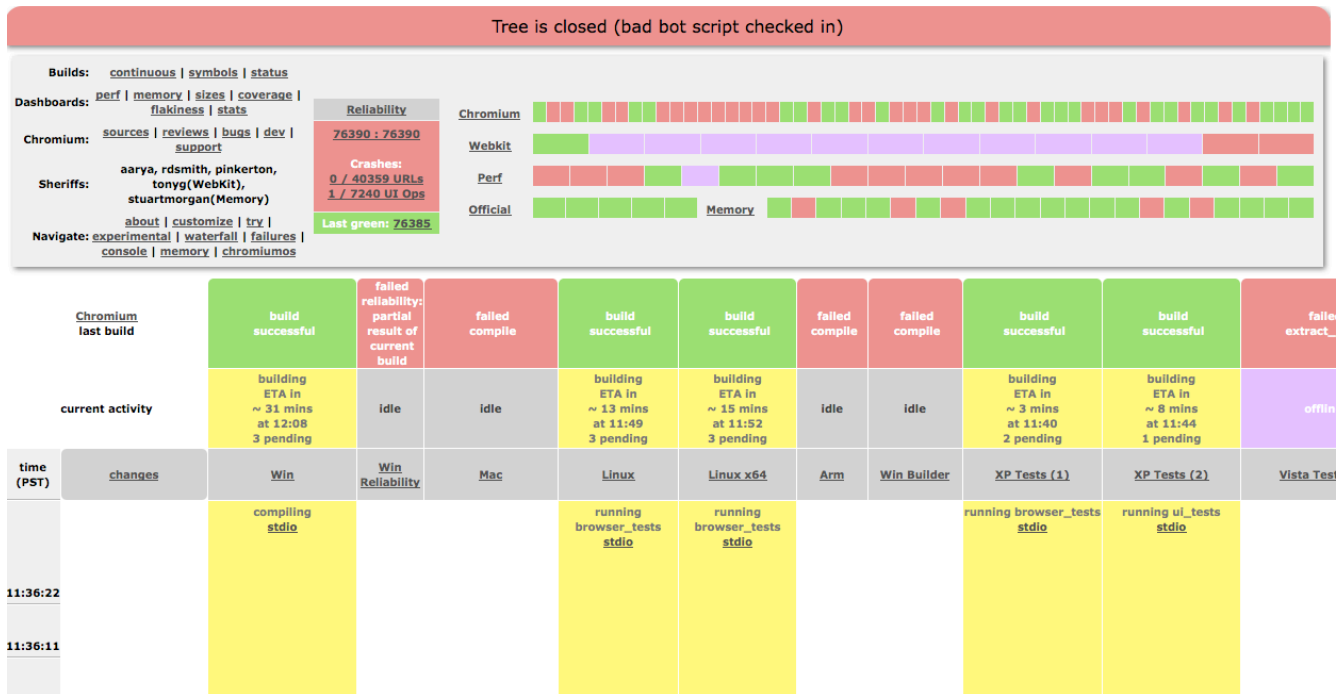 Tree is closed (bad bot script checked in)
Builds: continuous | symbols | status
Dashboards: perf | memory | sizes | coverage |
flakiness | stats
Chromium: sources | reviews | bugs | dev |
support
Sheriffs: aarya, rdsmith, pinkerton,
tonyg(WebKit),
stuartmorgan(Memory)
Navigate: about | customize | try |
experimental | waterfall | failures |
console | memory | chromiumos
Reliability
76390 : 76390
Crashes:
0 / 40359 URLs
1 / 7240 UI Ops
Last green: 76385
Chromium
Webkit
Perf
Official
Memory
Chromium
last build
build
successful
failed
reliability:
partial
result of
current
build
failed
compile
build
successful
build
successful
failed
compile
failed
compile
build
successful
build
successful
faile
extract_
current activity
building
ETA in
~ 31 mins
at 12:08
3 pending
idle
idle
building
ETA in
~ 13 mins
at 11:49
3 pending
building
ETA in
~ 15 mins
at 11:52
3 pending
idle
idle
building
ETA in
~ 3 mins
at 11:40
2 pending
building
ETA in
~ 8 mins
at 11:44
1 pending
offlin
time
(PST)
changes
Win
Win
Reliability
Mac
Linux
Linux x64
Arm
Win Builder
XP Tests (1)
XP Tests (2)
Vista Test
compiling
stdio
running
browser_tests
stdio
running
browser_tests
stdio
running browser_tests
stdio
running ui_tests
stdio
11:36:22
11:36:11